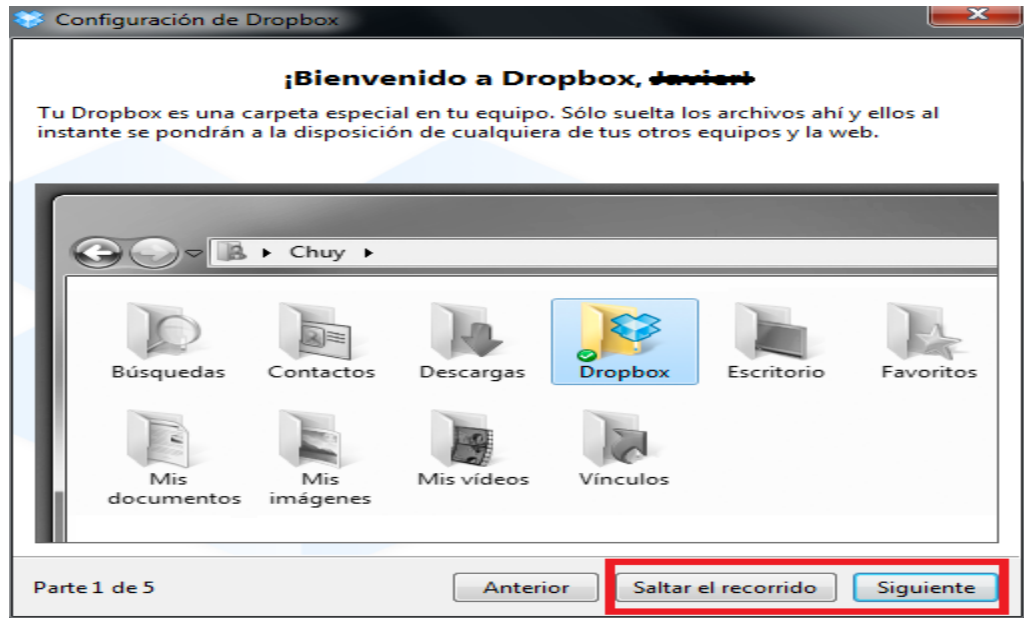 Configuración de Dropbox
¡Bienvenido a Dropbox,
Tu Dropbox es una carpeta especial en tu equipo. Sólo suelta los archivos ahí y ellos al
instante se pondrán a la disposición de cualquiera de tus otros equipos y la web.
Chuy
Búsquedas Contactos Descargas Dropbox Escritorio Favoritos
Mis documentos Mis imágenes Mis vídeos Vínculos
Parte 1 de 5 Anterior Saltar el recorrido Siguiente